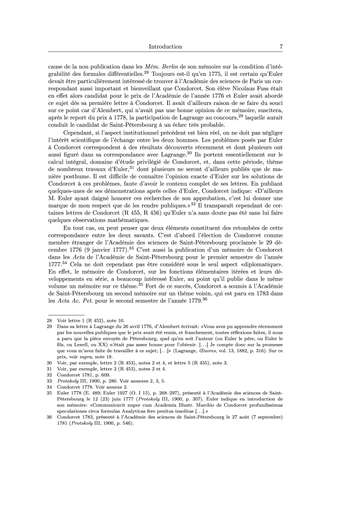 Introduction 7
cause de la non publication dans les Mém. Berlin de son mémoire sur la condition d'inté-
grabilité des formules différentielles.28 Toujours est-il qu'en 1775, il est certain qu'Euler
devait être particulièrement intéressé de trouver à l'Académie des sciences de Paris un cor-
respondant aussi important et bienveillant que Condorcet. Son élève Nicolaus Fuss était
en effet alors candidat pour le prix de l'Académie de l'année 1776 et Euler avait abordé
ce sujet dès sa première lettre à Condorcet. Il avait d'ailleurs raison de se faire du souci
sur ce point car d'Alembert, qui n'avait pas une bonne opinion de ce mémoire, suscitera,
après le report du prix à 1778, la participation de Lagrange au concours,29 laquelle aurait
conduit le candidat de Saint-Pétersbourg à un échec très probable.
Cependant, si l'aspect institutionnel précédent est bien réel, on ne doit pas négliger
l'intérêt scientifique de l'échange entre les deux hommes. Les problèmes posés par Euler
à Condorcet correspondent à des résultats découverts récemment et dont plusieurs ont
aussi figuré dans sa correspondance avec Lagrange.30 Ils portent essentiellement sur le
calcul intégral, domaine d'étude privilégié de Condorcet, et, dans cette période, thème
de nombreux travaux d'Euler,31 dont plusieurs ne seront d'ailleurs publiés que de ma-
nière posthume. Il est difficile de connaître l'opinion exacte d'Euler sur les solutions de
Condorcet à ces problèmes, faute d'avoir le contenu complet de ses lettres. En publiant
quelques-unes de ses démonstrations après celles d'Euler, Condorcet indique: «D'ailleurs
M. Euler ayant daigné honorer ces recherches de son approbation, c'est lui donner une
marque de mon respect que de les rendre publiques.»32 Il transparaît cependant de cer-
taines lettres de Condorcet (R 455, R 456) qu'Euler n'a sans doute pas été sans lui faire
quelques observations mathématiques.
En tout cas, on peut penser que deux éléments constituent des retombées de cette
correspondance entre les deux savants. C'est d'abord l'élection de Condorcet comme
membre étranger de l'Académie des sciences de Saint-Pétersbourg proclamée le 29 dé-
cembre 1776 (9 janvier 1777).33 C'est aussi la publication d'un mémoire de Condorcet
dans les Acta de l'Académie de Saint-Pétersbourg pour le premier semestre de l'année
1777.34 Cela ne doit cependant pas être considéré sous le seul aspect «diplomatique».
En effet, le mémoire de Condorcet, sur les fonctions élémentaires itérées et leurs dé-
veloppements en série, a beaucoup intéressé Euler, au point qu'il publie dans le même
volume un mémoire sur ce thème.35 Fort de ce succès, Condorcet a soumis à l'Académie
de Saint-Pétersbourg un second mémoire sur un thème voisin, qui est paru en 1783 dans
les Acta Ac. Pet. pour le second semestre de l'année 1779.36
28 Voir lettre 1 (R 452), note 10.
29 Dans sa lettre à Lagrange du 26 avril 1776, d'Alembert écrivait: «Vous avez pu apprendre récemment
par les nouvelles publiques que le prix avait été remis, et franchement, toutes réflexions faites, il nous
a paru que la pièce envoyée de Pétersbourg, quel qu'en soit l'auteur (ou Euler le père, ou Euler le
fils, ou Lexell, ou XX) n'était pas assez bonne pour l'obtenir. [...] Je compte donc sur la promesse
que vous m'avez faite de travailler à ce sujet; [...]» (Lagrange, Œuvres, vol. 13, 1882, p. 316). Sur ce
prix, voir supra, note 18.
30 Voir, par exemple, lettre 2 (R 453), notes 2 et 4, et lettre 5 (R 455), note 3.
31 Voir, par exemple, lettre 2 (R 453), notes 2 et 4.
32 Condorcet 1781, p. 609.
33 Protokoly III, 1900, p. 280. Voir annexes 2, 3, 5.
34 Condorcet 1778. Voir annexe 2.
35 Euler 1778 (E. 489; Euler 1927 (O. I 15), p. 268–297), présenté à l'Académie des sciences de Saint-
Pétersbourg le 12 (23) juin 1777 (Protokoly III, 1900, p. 307). Euler indique en introduction de
son mémoire: «Communicavit nuper cum Academia Illustr. Marchio de Condorcet profundissimas
speculationes circa formulas Analyticas fere penitus insolitas [...].»
36 Condorcet 1783, présenté à l'Académie des sciences de Saint-Pétersbourg le 27 août (7 septembre)
1781 (Protokoly III, 1900, p. 546).